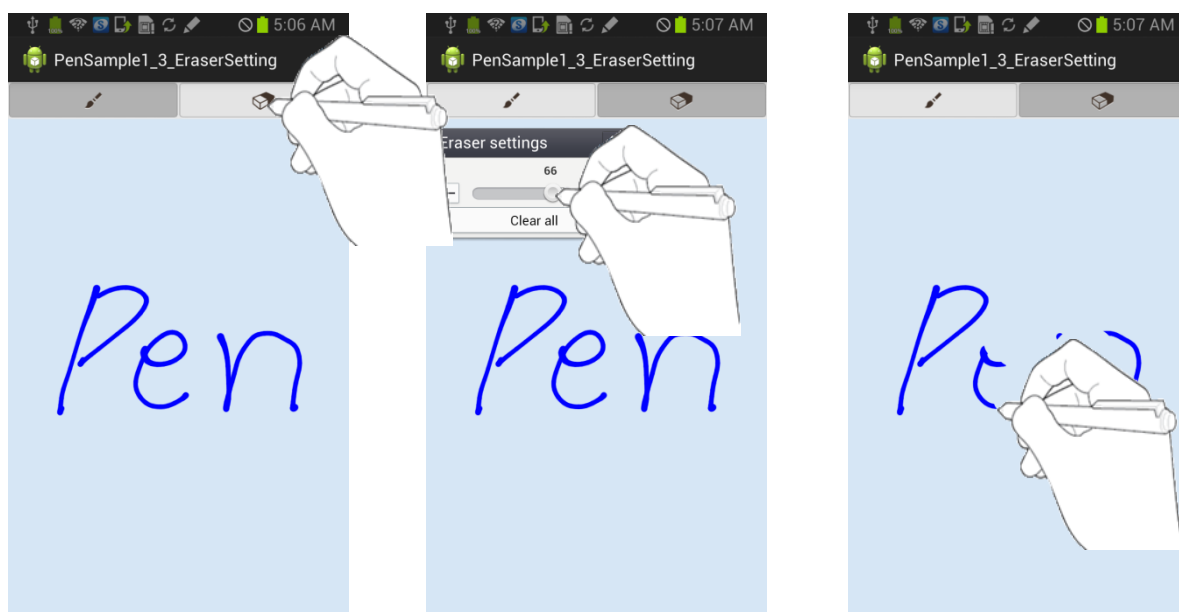 5:06 AM
PenSample1_3_EraserSetting
Pen
5:07 AM
PenSample1_3_EraserSetting
Eraser settings
66
Clear all
Pen
5:07 AM
PenSample1_3_EraserSetting
P